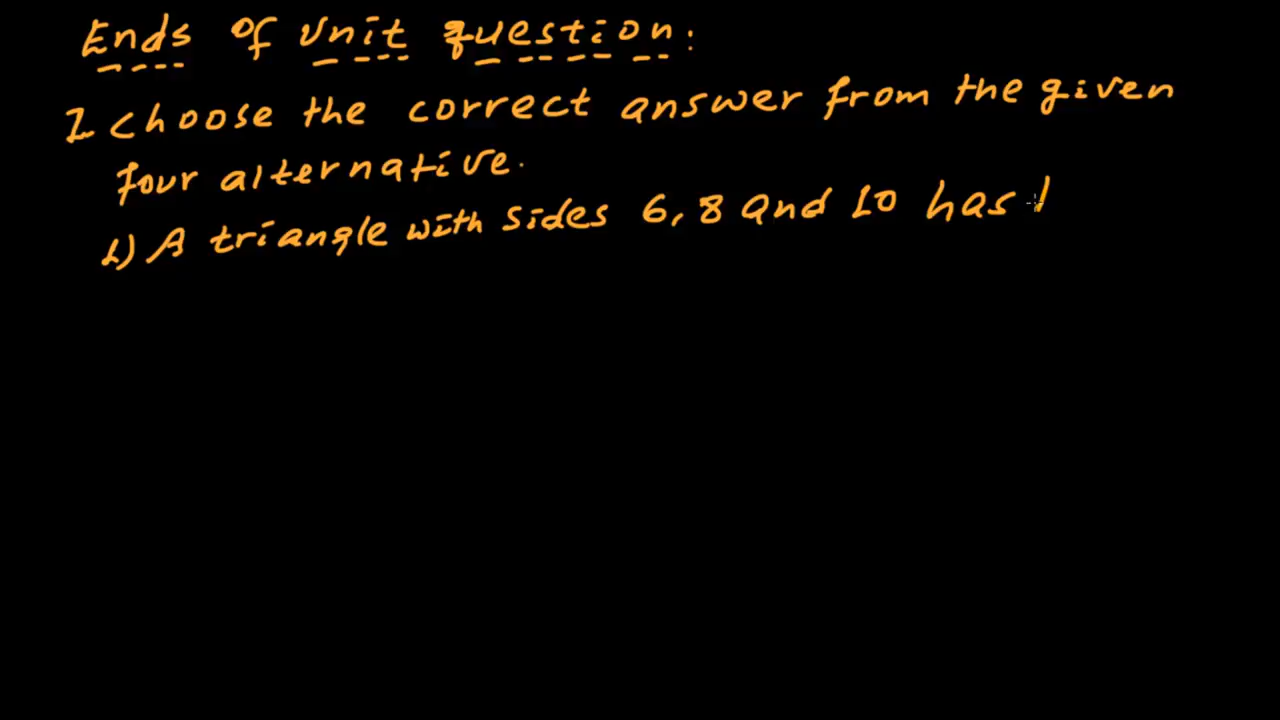 Ends of unit question:
I choose the correct answer from the given
four alternative.
1) A triangle with sides 6, 8 and 10 has